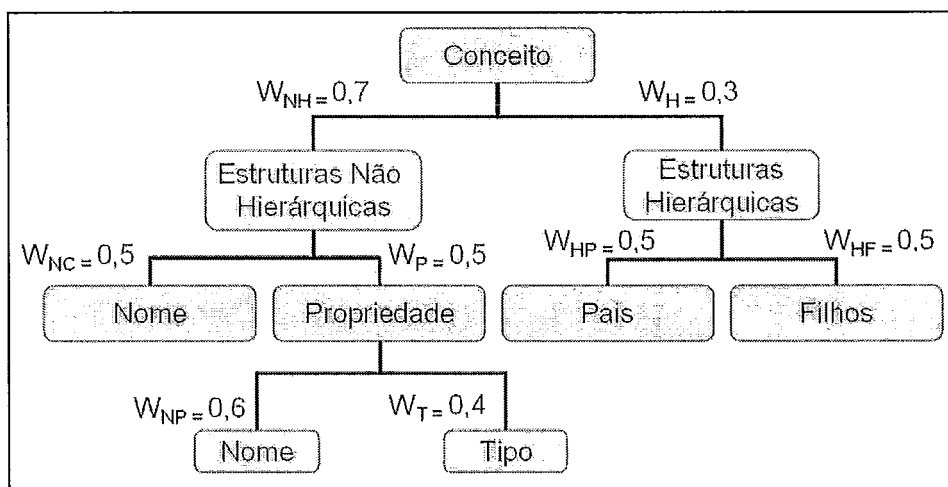 Conceito
W_NH = 0,7
W_H = 0,3
Estruturas Não
Hierárquicas
Estruturas
Hierárquicas
W_NC = 0,5
W_P = 0,5
W_HP = 0,5
W_HF = 0,5
Nome
Propriedade
Pais
Filhos
W_NP = 0,6
W_T = 0,4
Nome
Tipo